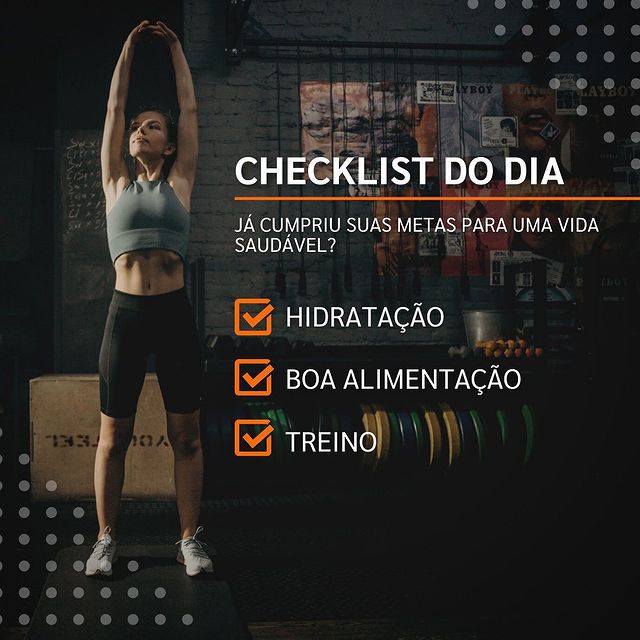 CHECKLIST DO DIA
JÁ CUMPRIU SUAS METAS PARA UMA VIDA
SAUDÁVEL?
HIDRATAÇÃO
BOA ALIMENTAÇÃO
TREINO